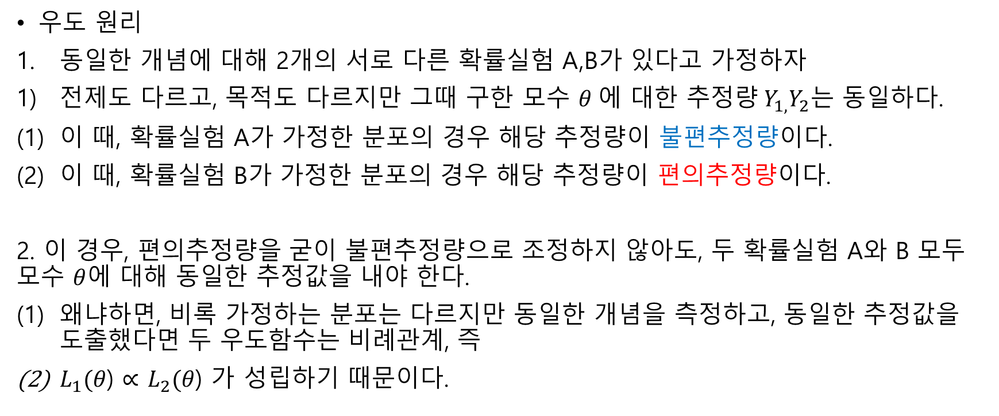 • 우도 원리
1. 동일한 개념에 대해 2개의 서로 다른 확률실험 A,B가 있다고 가정하자
1) 전제도 다르고, 목적도 다르지만 그때 구한 모수 θ 에 대한 추정량 Y₁,Y₂는 동일하다.
(1) 이 때, 확률실험 A가 가정한 분포의 경우 해당 추정량이 불편추정량이다.
(2) 이 때, 확률실험 B가 가정한 분포의 경우 해당 추정량이 편의추정량이다.
2. 이 경우, 편의추정량을 굳이 불편추정량으로 조정하지 않아도, 두 확률실험 A와 B 모두
모수 θ에 대해 동일한 추정값을 내야 한다.
(1) 왜냐하면, 비록 가정하는 분포는 다르지만 동일한 개념을 측정하고, 동일한 추정값을
도출했다면 두 우도함수는 비례관계, 즉
(2) L₁(θ) ∝ L₂(θ) 가 성립하기 때문이다.